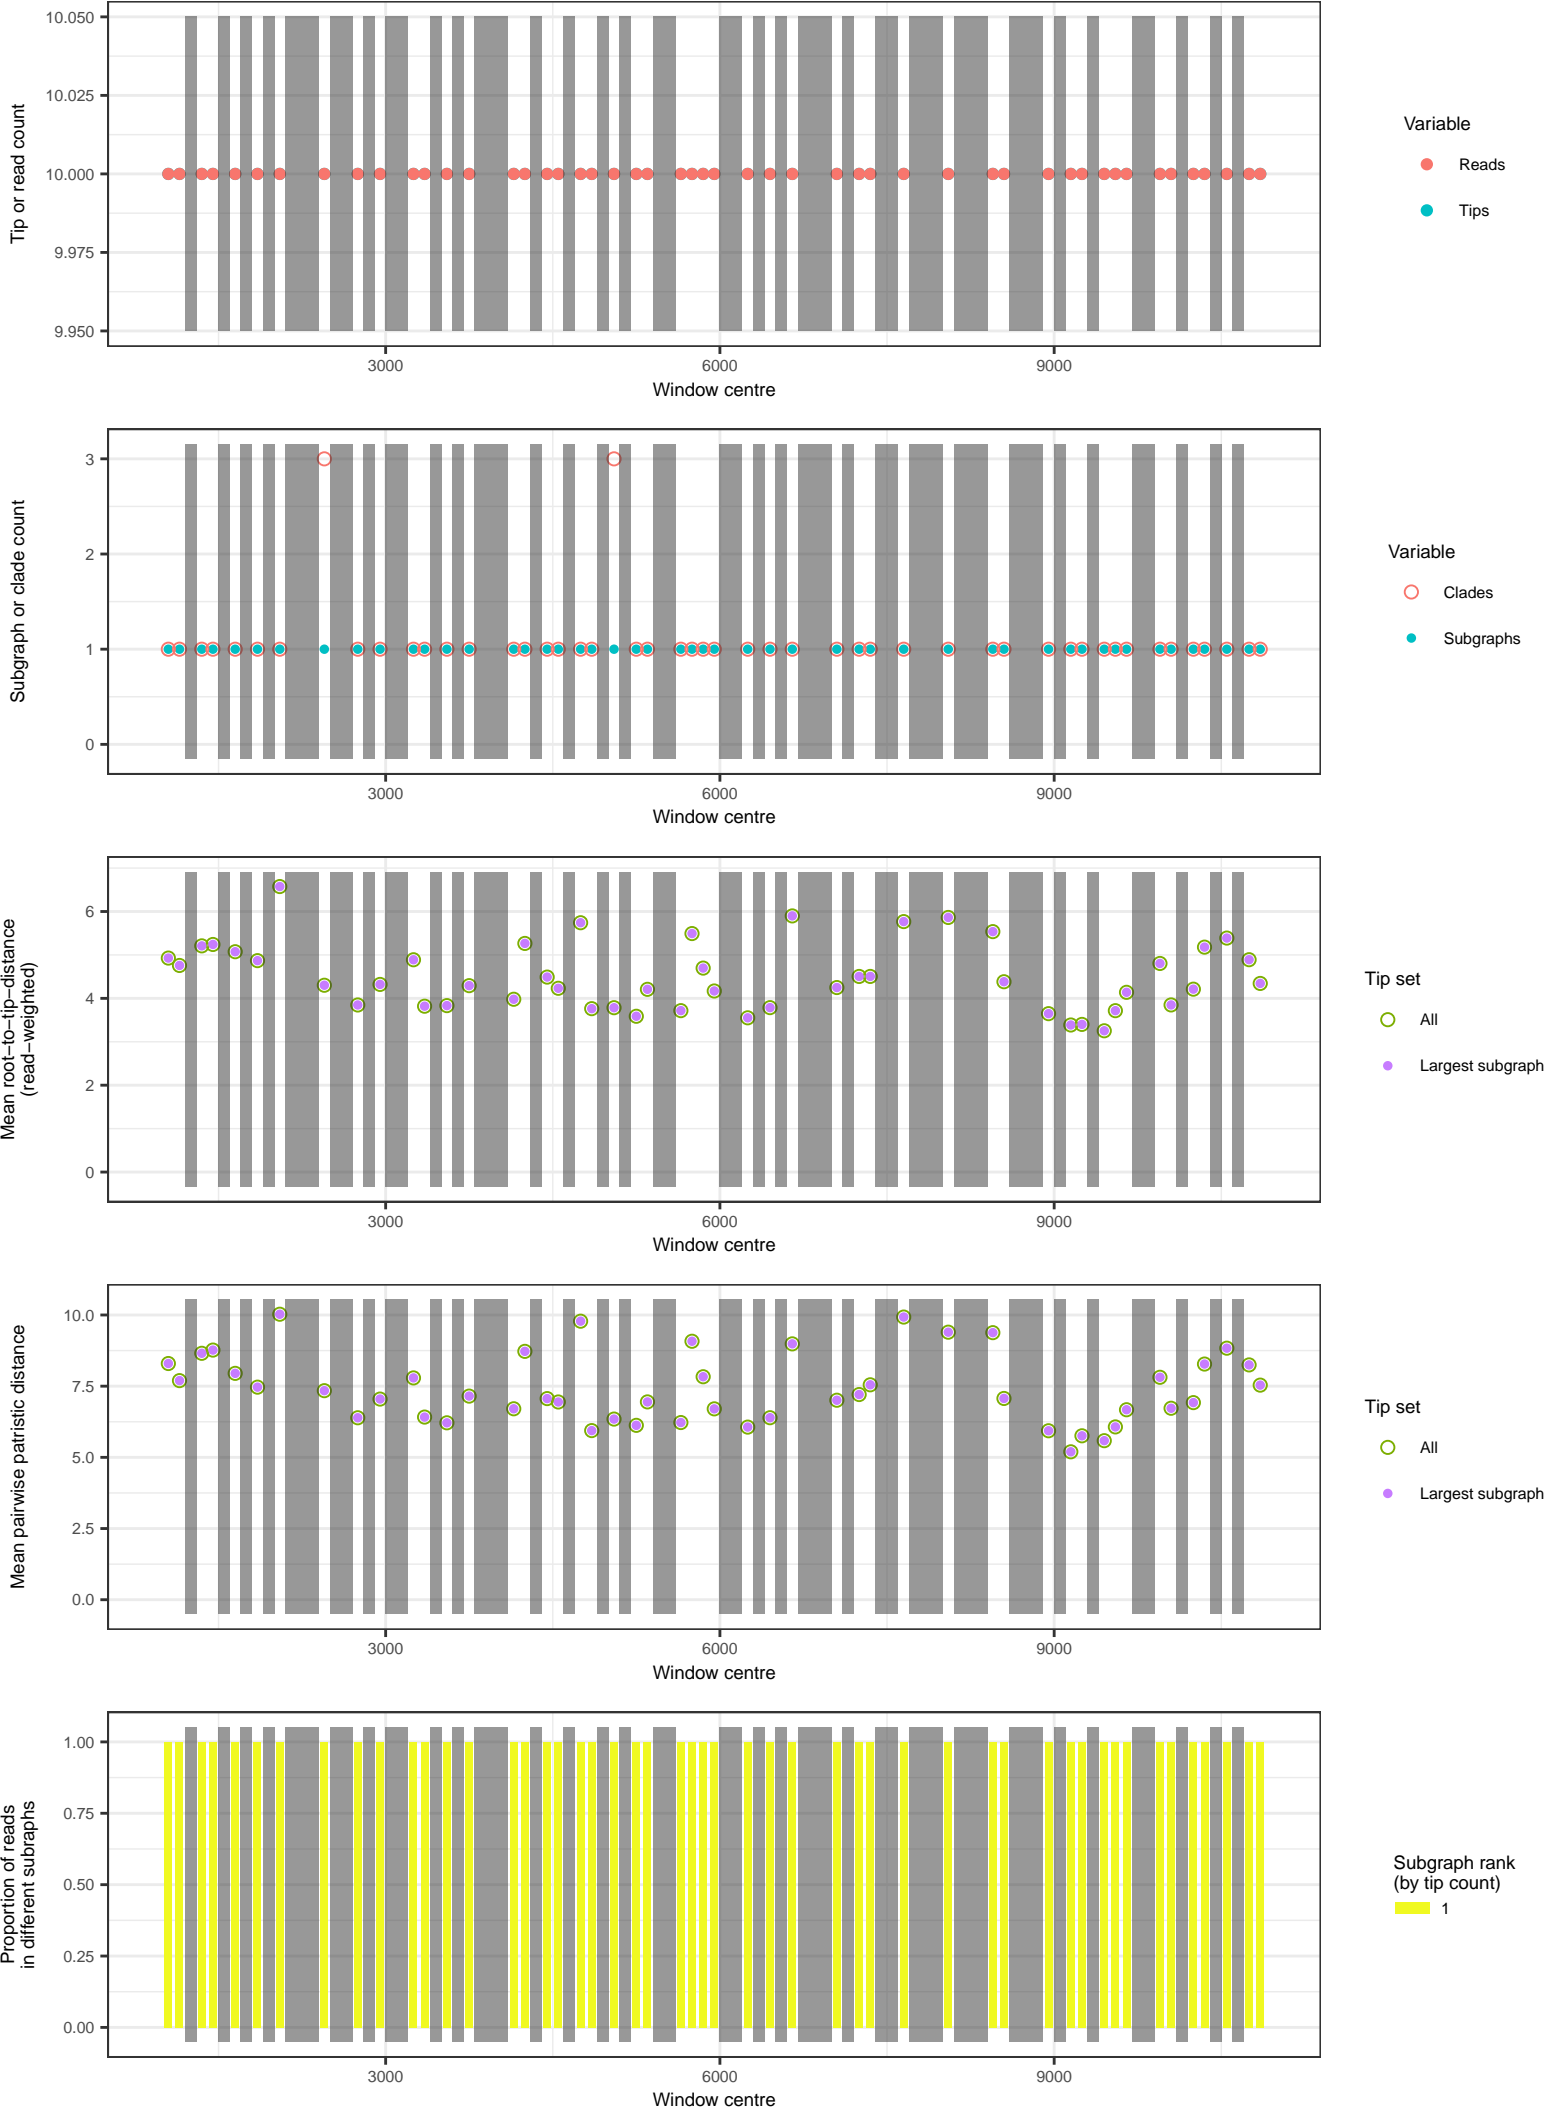 10.050
10.025
10.000
9.975
9.950
Tip or read count
3000
6000
9000
Window centre
Variable
Reads
Tips
3
2
1
0
Subgraph or clade count
3000
6000
9000
Window centre
Variable
Clades
Subgraphs
6
4
2
0
Mean root−to−tip−distance
(read−weighted)
3000
6000
9000
Window centre
Tip set
All
Largest subgraph
10.0
7.5
5.0
2.5
0.0
Mean pairwise patristic distance
3000
6000
9000
Window centre
Tip set
All
Largest subgraph
1.00
0.75
0.50
0.25
0.00
Proportion of reads
in different subraphs
3000
6000
9000
Window centre
Subgraph rank
(by tip count)
1